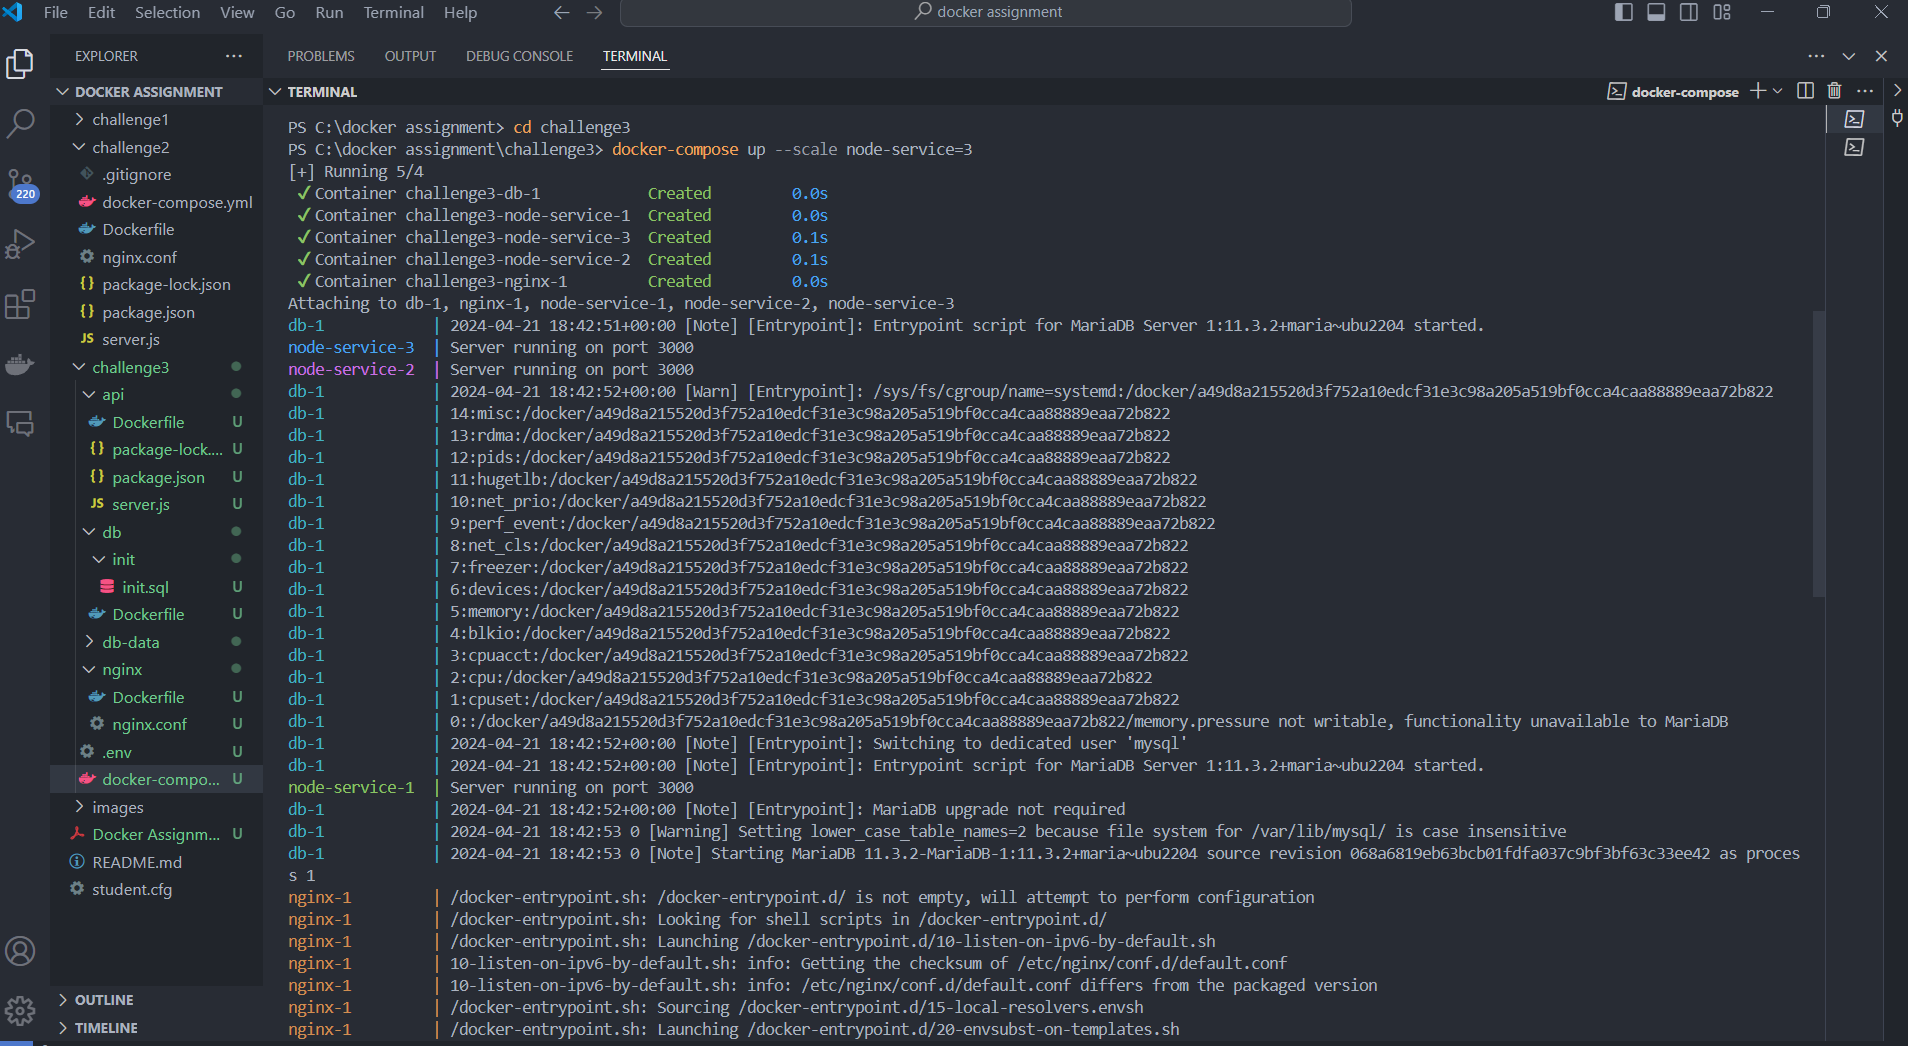 File Edit Selection View Go Run Terminal Help
docker assignment
EXPLORER
PROBLEMS OUTPUT DEBUG CONSOLE TERMINAL
DOCKER ASSIGNMENT
challenge1
challenge2
.gitignore
docker-compose.yml
Dockerfile
nginx.conf
package-lock.json
package.json
server.js
challenge3
api
Dockerfile U
package-lock.... U
package.json U
server.js U
db
init
init.sql U
Dockerfile U
db-data
nginx
Dockerfile U
nginx.conf U
.env U
docker-compo... U
images
Docker Assignm... U
README.md
student.cfg
OUTLINE
TIMELINE
220
TERMINAL
docker-compose
PS C:\docker assignment> cd challenge3
PS C:\docker assignment\challenge3> docker-compose up --scale node-service=3
[+] Running 5/4
✓ Container challenge3-db-1 Created 0.0s
✓ Container challenge3-node-service-1 Created 0.0s
✓ Container challenge3-node-service-3 Created 0.1s
✓ Container challenge3-node-service-2 Created 0.1s
✓ Container challenge3-nginx-1 Created 0.0s
Attaching to db-1, nginx-1, node-service-1, node-service-2, node-service-3
db-1 | 2024-04-21 18:42:51+00:00 [Note] [Entrypoint]: Entrypoint script for MariaDB Server 1:11.3.2+maria~ubu2204 started.
node-service-3 | Server running on port 3000
node-service-2 | Server running on port 3000
db-1 | 2024-04-21 18:42:52+00:00 [Warn] [Entrypoint]: /sys/fs/cgroup/name=systemd:/docker/a49d8a215520d3f752a10edcf31e3c98a205a519bf0cca4caa88889eaa72b822
db-1 | 14:misc:/docker/a49d8a215520d3f752a10edcf31e3c98a205a519bf0cca4caa88889eaa72b822
db-1 | 13:rdma:/docker/a49d8a215520d3f752a10edcf31e3c98a205a519bf0cca4caa88889eaa72b822
db-1 | 12:pids:/docker/a49d8a215520d3f752a10edcf31e3c98a205a519bf0cca4caa88889eaa72b822
db-1 | 11:hugetlb:/docker/a49d8a215520d3f752a10edcf31e3c98a205a519bf0cca4caa88889eaa72b822
db-1 | 10:net_prio:/docker/a49d8a215520d3f752a10edcf31e3c98a205a519bf0cca4caa88889eaa72b822
db-1 | 9:perf_event:/docker/a49d8a215520d3f752a10edcf31e3c98a205a519bf0cca4caa88889eaa72b822
db-1 | 8:net_cls:/docker/a49d8a215520d3f752a10edcf31e3c98a205a519bf0cca4caa88889eaa72b822
db-1 | 7:freezer:/docker/a49d8a215520d3f752a10edcf31e3c98a205a519bf0cca4caa88889eaa72b822
db-1 | 6:devices:/docker/a49d8a215520d3f752a10edcf31e3c98a205a519bf0cca4caa88889eaa72b822
db-1 | 5:memory:/docker/a49d8a215520d3f752a10edcf31e3c98a205a519bf0cca4caa88889eaa72b822
db-1 | 4:blkio:/docker/a49d8a215520d3f752a10edcf31e3c98a205a519bf0cca4caa88889eaa72b822
db-1 | 3:cpuacct:/docker/a49d8a215520d3f752a10edcf31e3c98a205a519bf0cca4caa88889eaa72b822
db-1 | 2:cpu:/docker/a49d8a215520d3f752a10edcf31e3c98a205a519bf0cca4caa88889eaa72b822
db-1 | 1:cpuset:/docker/a49d8a215520d3f752a10edcf31e3c98a205a519bf0cca4caa88889eaa72b822
db-1 | 0::/docker/a49d8a215520d3f752a10edcf31e3c98a205a519bf0cca4caa88889eaa72b822/memory.pressure not writable, functionality unavailable to MariaDB
db-1 | 2024-04-21 18:42:52+00:00 [Note] [Entrypoint]: Switching to dedicated user 'mysql'
db-1 | 2024-04-21 18:42:52+00:00 [Note] [Entrypoint]: Entrypoint script for MariaDB Server 1:11.3.2+maria~ubu2204 started.
node-service-1 | Server running on port 3000
db-1 | 2024-04-21 18:42:52+00:00 [Note] [Entrypoint]: MariaDB upgrade not required
db-1 | 2024-04-21 18:42:53 0 [Warning] Setting lower_case_table_names=2 because file system for /var/lib/mysql/ is case insensitive
db-1 | 2024-04-21 18:42:53 0 [Note] Starting MariaDB 11.3.2-MariaDB-1:11.3.2+maria~ubu2204 source revision 068a6819eb63bcb01fdfa037c9bf3bf63c33ee42 as proces
s 1
nginx-1 | /docker-entrypoint.sh: /docker-entrypoint.d/ is not empty, will attempt to perform configuration
nginx-1 | /docker-entrypoint.sh: Looking for shell scripts in /docker-entrypoint.d/
nginx-1 | /docker-entrypoint.sh: Launching /docker-entrypoint.d/10-listen-on-ipv6-by-default.sh
nginx-1 | 10-listen-on-ipv6-by-default.sh: info: Getting the checksum of /etc/nginx/conf.d/default.conf
nginx-1 | 10-listen-on-ipv6-by-default.sh: info: /etc/nginx/conf.d/default.conf differs from the packaged version
nginx-1 | /docker-entrypoint.sh: Sourcing /docker-entrypoint.d/15-local-resolvers.envsh
nginx-1 | /docker-entrypoint.sh: Launching /docker-entrypoint.d/20-envsubst-on-templates.sh